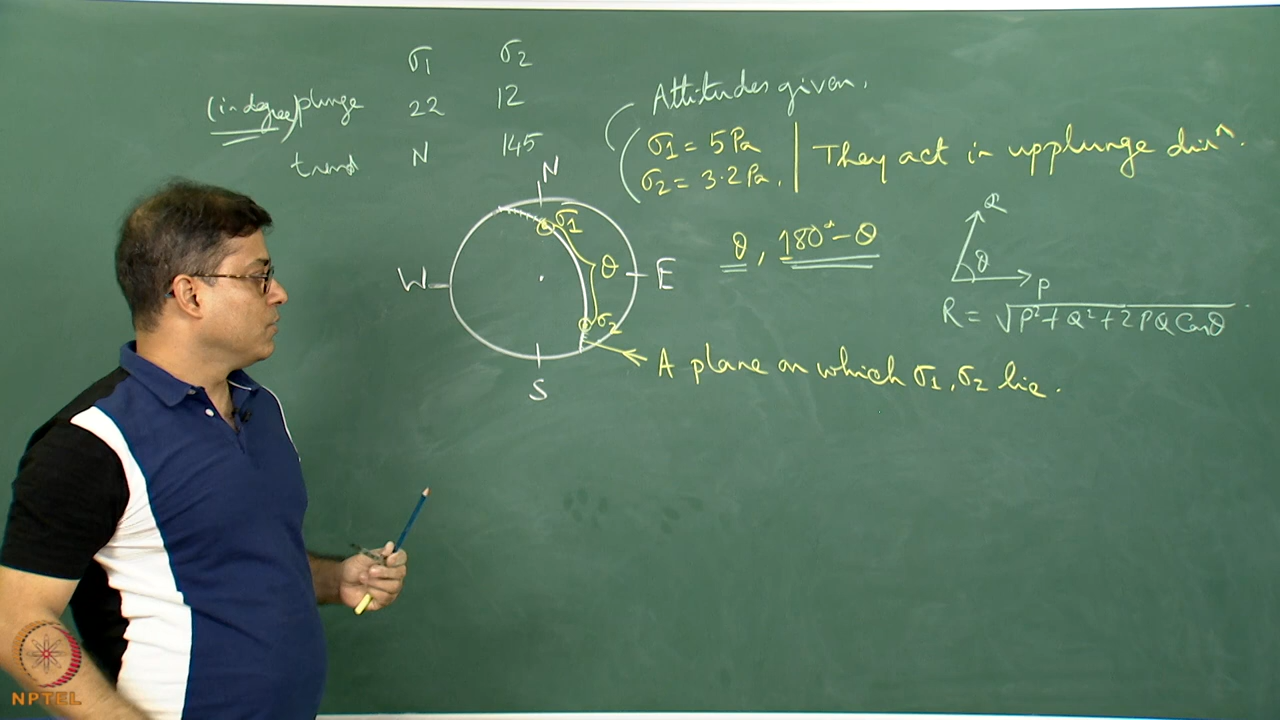 σ1 σ2
(in degree) plunge 22 12
trend N 145
Attitudes given.
σ1 = 5 Pa
σ2 = 3.2 Pa.
They act in upplunge dirⁿ.
N
W
E
S
σ1
θ
σ2
θ, 180° - θ
Q
θ
P
R = √P² + Q² + 2PQ Cosθ
A plane on which σ1, σ2 lie.
NPTEL